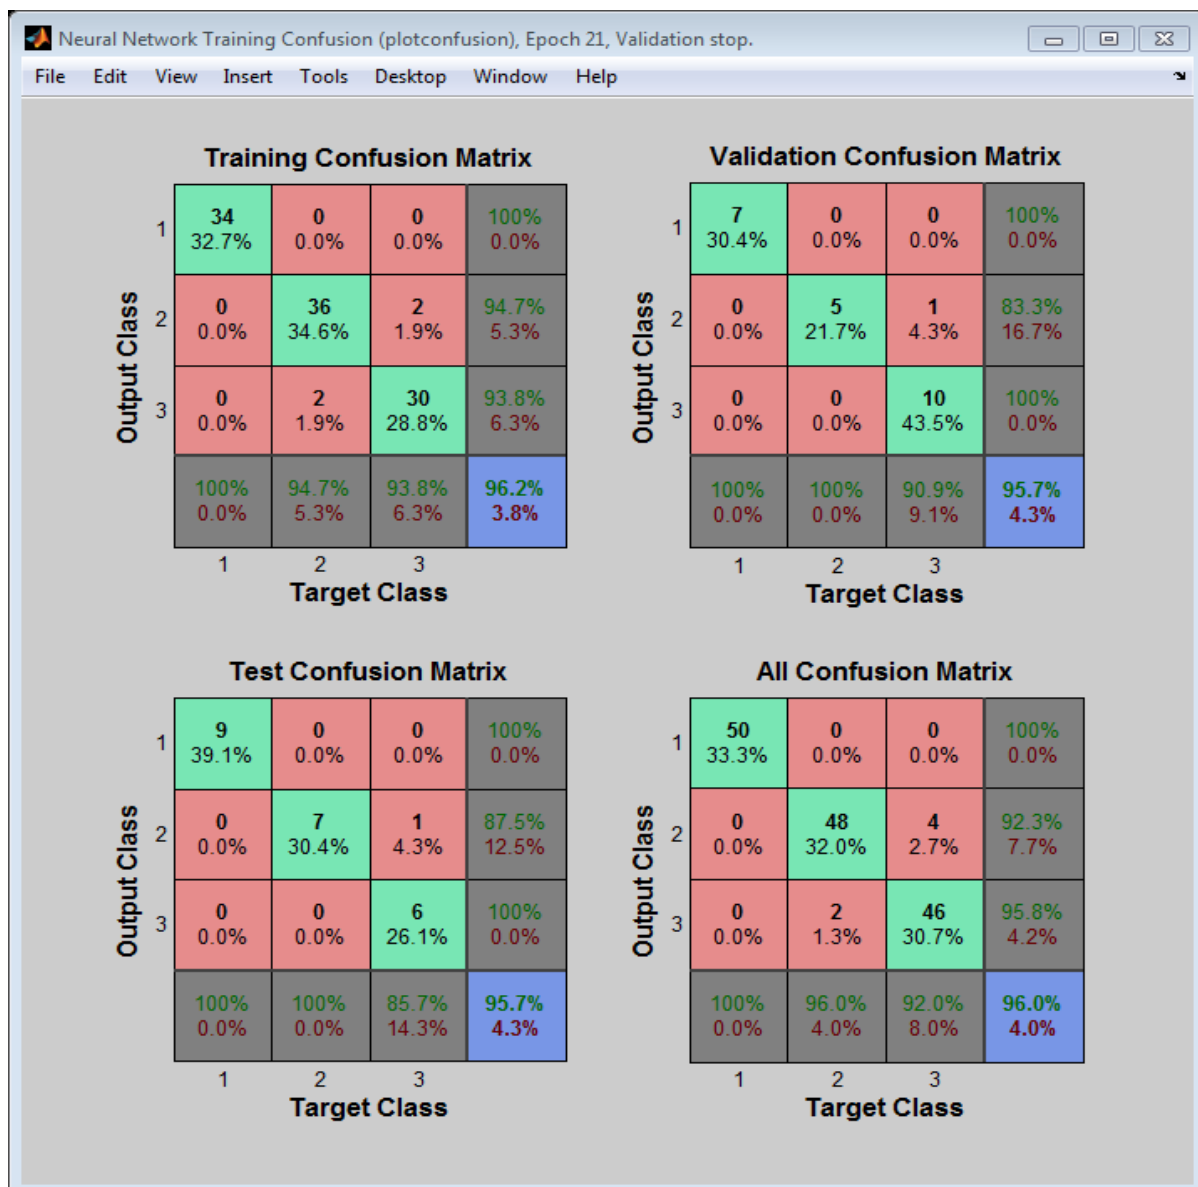 Neural Network Training Confusion (plotconfusion), Epoch 21, Validation stop.
File Edit View Insert Tools Desktop Window Help
Training Confusion Matrix
Output Class
1
34 0 0 100%
32.7% 0.0% 0.0% 0.0%
2
0 36 2 94.7%
0.0% 34.6% 1.9% 5.3%
3
0 2 30 93.8%
0.0% 1.9% 28.8% 6.3%
100% 94.7% 93.8% 96.2%
0.0% 5.3% 6.3% 3.8%
1 2 3
Target Class
Validation Confusion Matrix
Output Class
1
7 0 0 100%
30.4% 0.0% 0.0% 0.0%
2
0 5 1 83.3%
0.0% 21.7% 4.3% 16.7%
3
0 0 10 100%
0.0% 0.0% 43.5% 0.0%
100% 100% 90.9% 95.7%
0.0% 0.0% 9.1% 4.3%
1 2 3
Target Class
Test Confusion Matrix
Output Class
1
9 0 0 100%
39.1% 0.0% 0.0% 0.0%
2
0 7 1 87.5%
0.0% 30.4% 4.3% 12.5%
3
0 0 6 100%
0.0% 0.0% 26.1% 0.0%
100% 100% 85.7% 95.7%
0.0% 0.0% 14.3% 4.3%
1 2 3
Target Class
All Confusion Matrix
Output Class
1
50 0 0 100%
33.3% 0.0% 0.0% 0.0%
2
0 48 4 92.3%
0.0% 32.0% 2.7% 7.7%
3
0 2 46 95.8%
0.0% 1.3% 30.7% 4.2%
100% 96.0% 92.0% 96.0%
0.0% 4.0% 8.0% 4.0%
1 2 3
Target Class